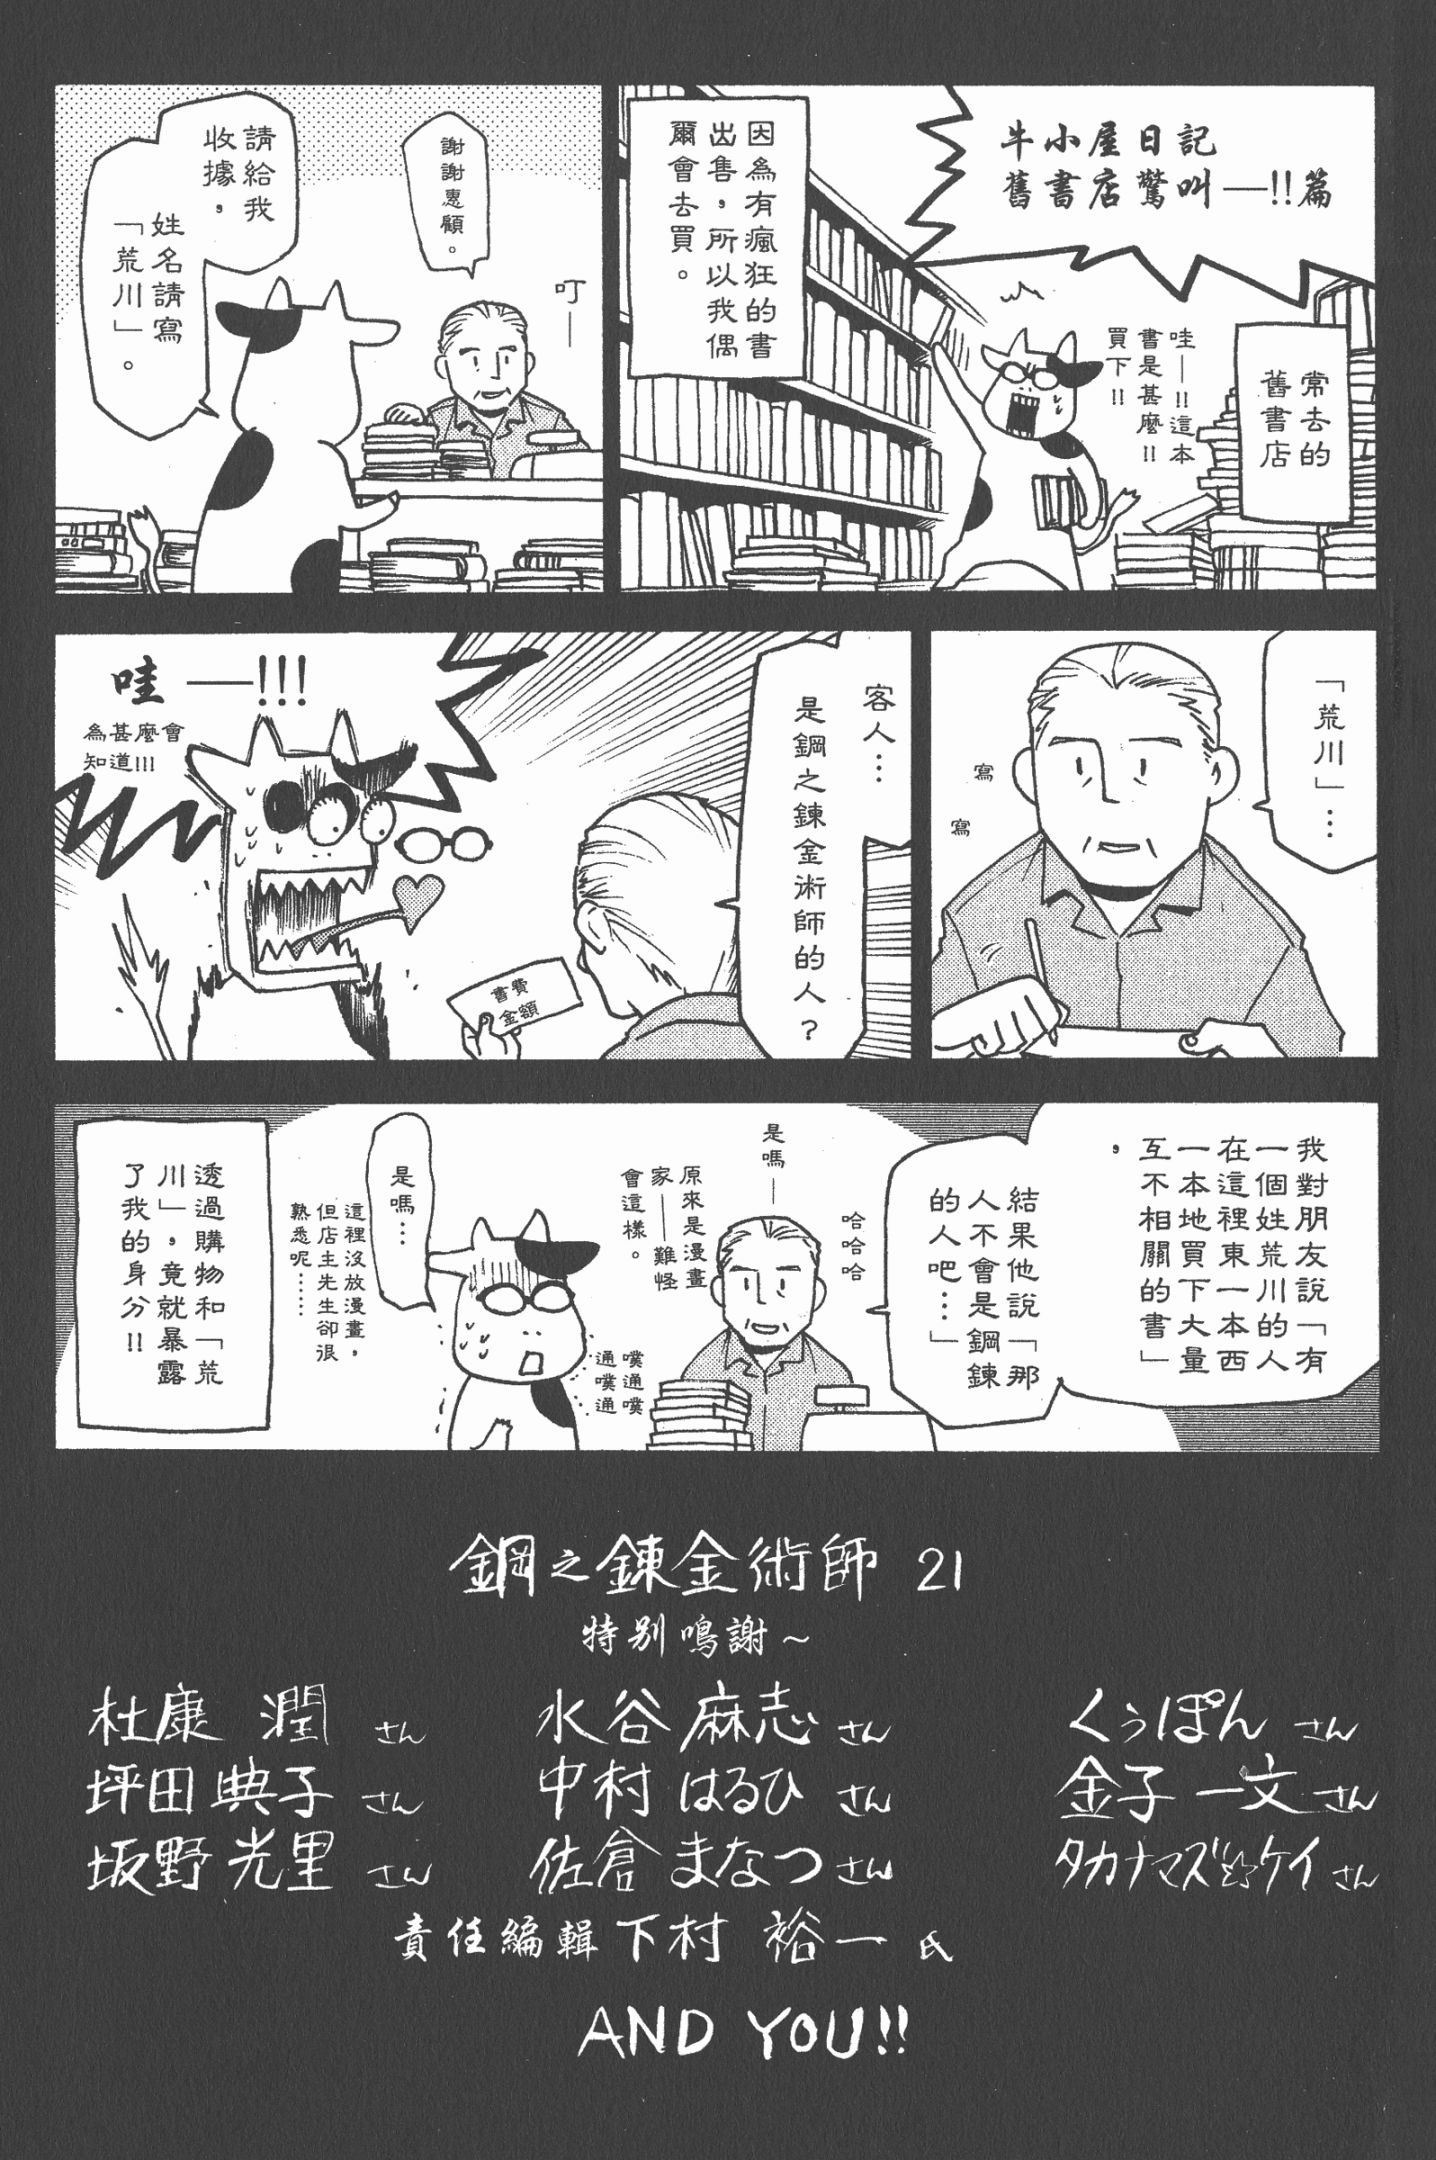 牛小屋日記
舊書店驚叫——!!篇
常去的
舊書店
哇——!!這本
書是甚麼!!
買下!!
因為有瘋狂的書
出售，所以我偶
爾會去買。
叮——
謝謝惠顧。
請給我
收據，
姓名請寫
「荒川」。
「荒川」…
寫
寫
客人…
是鋼之鍊金術師的人？
書費
金額
哇——!!!
為甚麼會
知道!!!
我對朋友說「有
一個姓荒川的人
在這裡東一本西
一本地買下大量
互不相關的書」
，
結果他說「那
人不會是鋼鍊
的人吧…」
哈哈哈
是嗎——
原來是漫畫
家——難怪
會這樣。
噗通噗
通噗通
是嗎…
這裡沒放漫畫，
但店主先生卻很
熟悉呢……
透過購物和「荒
川」，竟就暴露
了我的身分!!
鋼之鍊金術師 21
特別鳴謝～
杜康 潤 さん 水谷麻志さん くぅぽん さん
坪田典子 さん 中村はるひ さん 金子一文さん
坂野光里 さん 佐倉まなつさん タカナマズ野ケイさん
責任編輯下村 裕一 氏
AND YOU!!